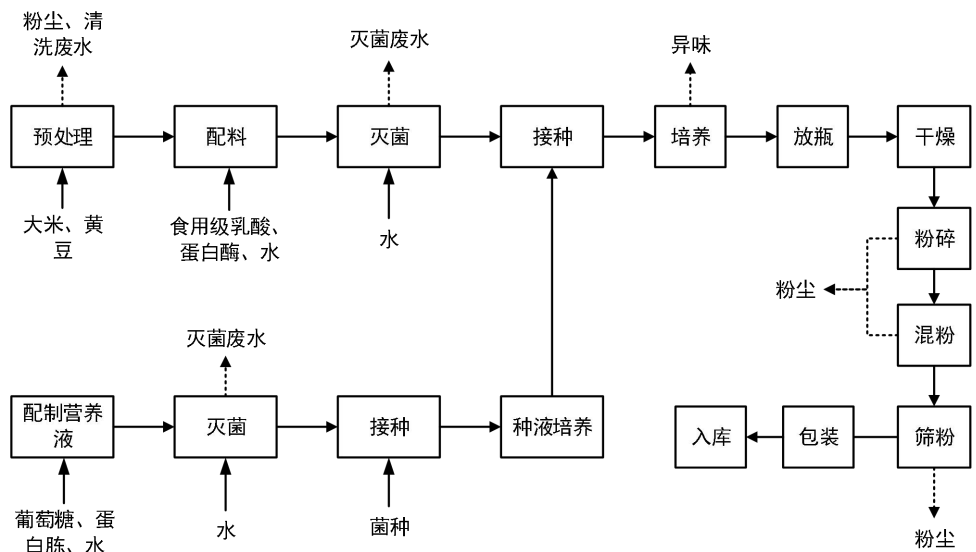 粉尘、清
洗废水
灭菌废水
异味
预处理
配料
灭菌
接种
培养
放瓶
干燥
大米、黄
豆
食用级乳酸、
蛋白酶、水
水
粉碎
粉尘
混粉
灭菌废水
配制营养
液
灭菌
接种
种液培养
入库
包装
筛粉
葡萄糖、蛋
白胨、水
水
菌种
粉尘